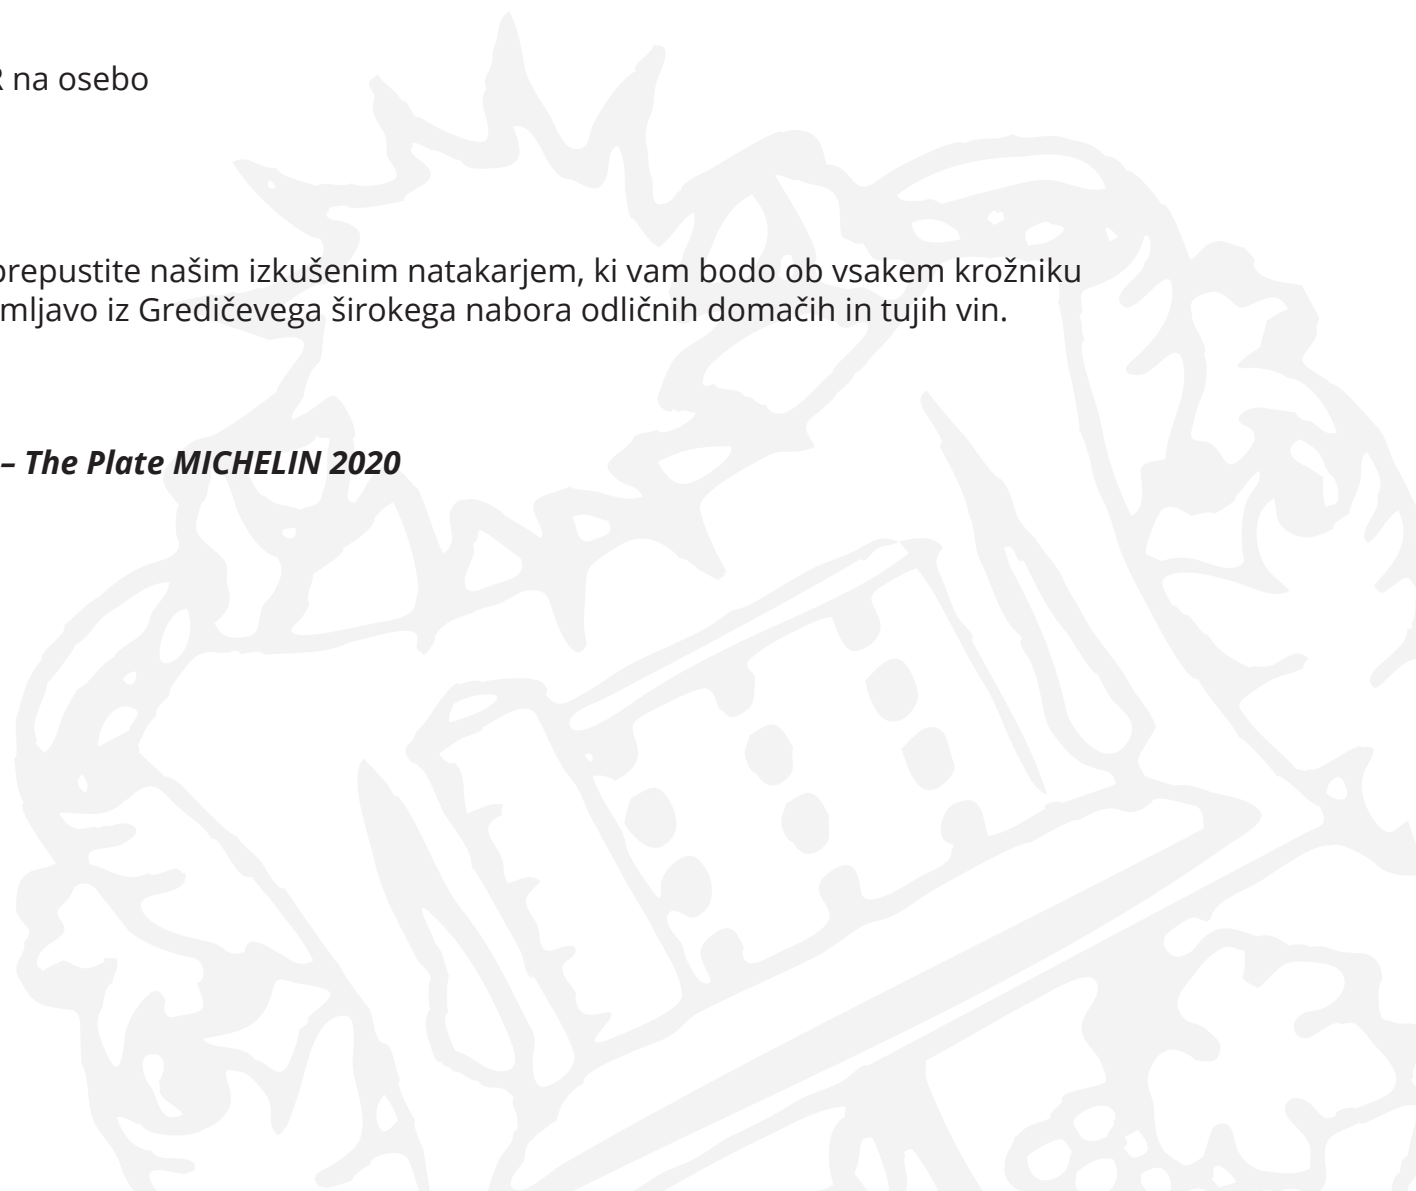 na osebo
prepustite našim izkušenim natakarjem, ki vam bodo ob vsakem krožniku
mljavo iz Gredičevega širokega nabora odličnih domačih in tujih vin.
– The Plate MICHELIN 2020